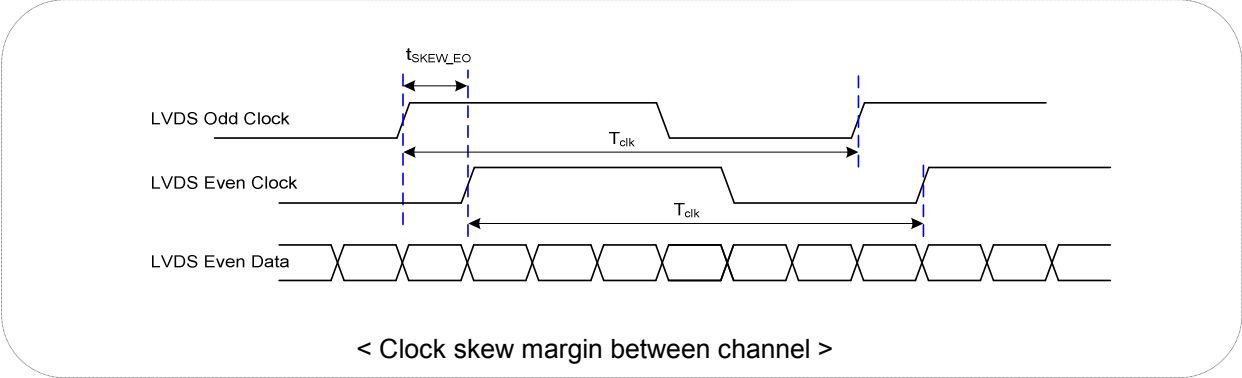 tSKEW_EO
LVDS Odd Clock
Tclk
LVDS Even Clock
Tclk
LVDS Even Data
< Clock skew margin between channel >